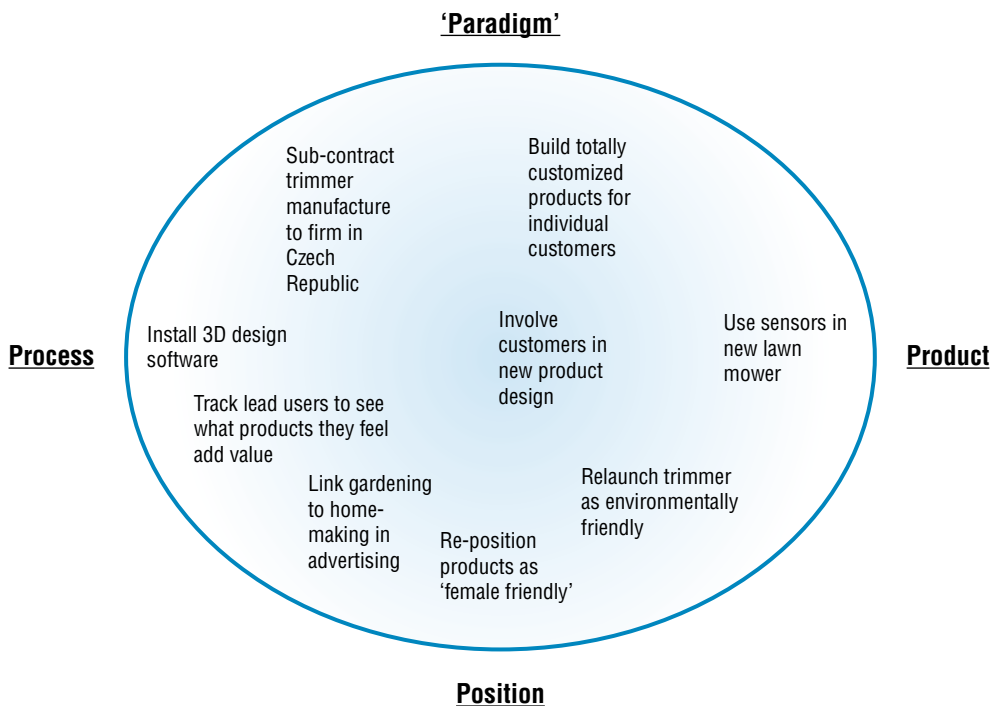 ‘Paradigm’
Sub-contract
trimmer
manufacture
to firm in
Czech
Republic
Build totally
customized
products for
individual
customers
Process
Install 3D design
software
Involve
customers in
new product
design
Use sensors in
new lawn
mower
Product
Track lead users to see
what products they feel
add value
Link gardening
to home-
making in
advertising
Re-position
products as
‘female friendly’
Relaunch trimmer
as environmentally
friendly
Position